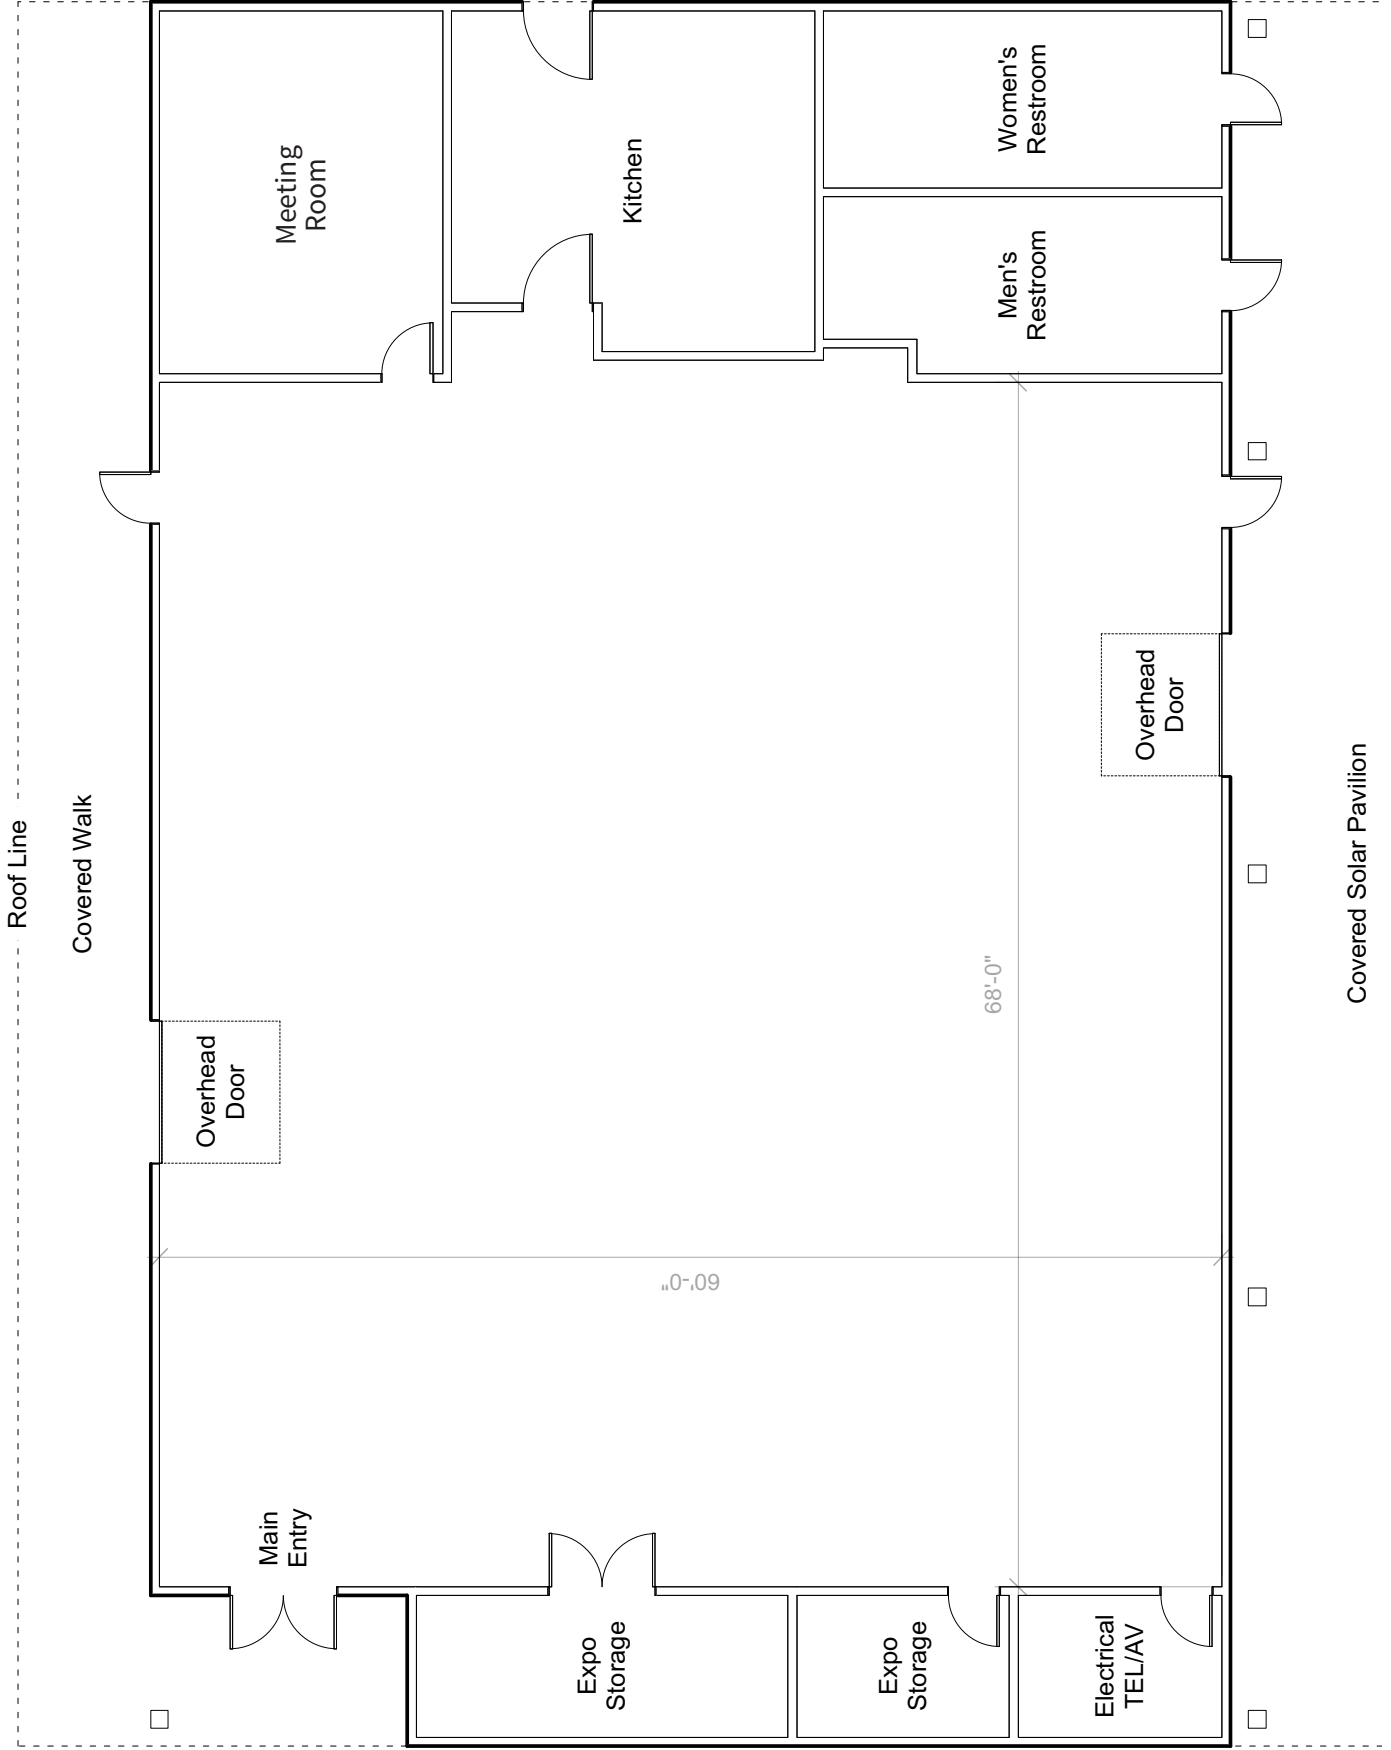 Roof Line
Covered Walk
Meeting
Room
Kitchen
Women's
Restroom
Men's
Restroom
Overhead
Door
Overhead
Door
Covered Solar Pavilion
68'-0"
60'-0"
Main
Entry
Expo
Storage
Expo
Storage
Electrical
TEL/AV